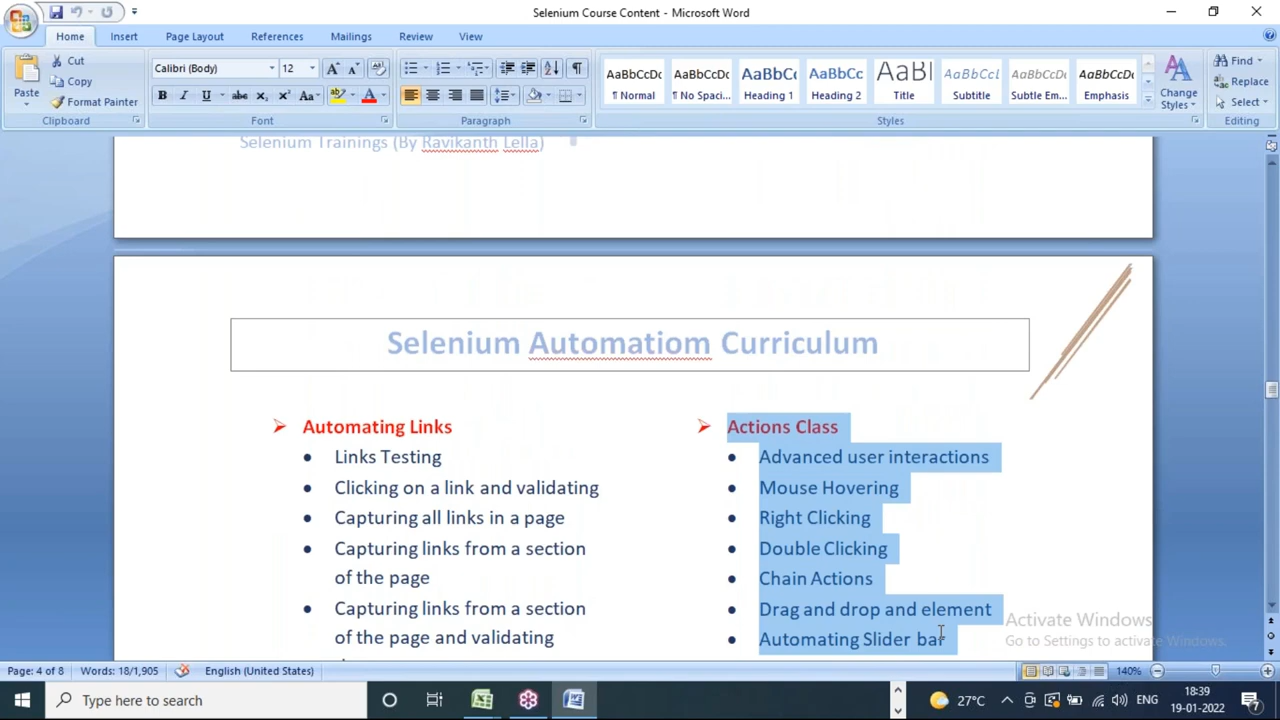 Selenium Course Content - Microsoft Word
Home Insert Page Layout References Mailings Review View
Paste
Cut
Copy
Format Painter
Clipboard
Calibri (Body) 12
Font
Paragraph
AaBbCcDc ¶ Normal
AaBbCcDc ¶ No Spaci...
AaBbCc Heading 1
AaBbCc Heading 2
AaBl Title
AaBbCcl Subtitle
AaBbCcDc Subtle Em...
AaBbCcDc Emphasis
Change Styles
Styles
Find
Replace
Select
Editing
Selenium Trainings (By Ravikanth Lella)
Selenium Automatiom Curriculum
Automating Links
• Links Testing
• Clicking on a link and validating
• Capturing all links in a page
• Capturing links from a section
of the page
• Capturing links from a section
of the page and validating
Actions Class
• Advanced user interactions
• Mouse Hovering
• Right Clicking
• Double Clicking
• Chain Actions
• Drag and drop and element
• Automating Slider bar
Activate Windows
Go to Settings to activate Windows.
Page: 4 of 8 Words: 18/1,905 English (United States) 140%
Type here to search
27°C
ENG
18:39
19-01-2022
7